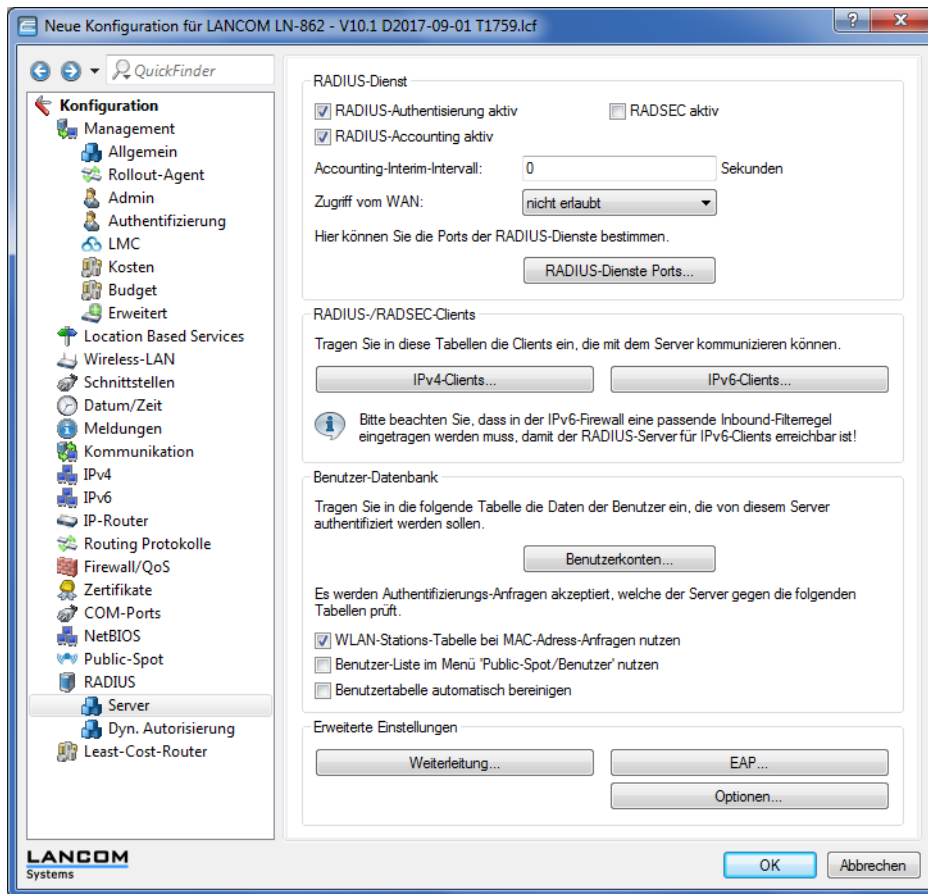 Neue Konfiguration für LANCOM LN-862 - V10.1 D2017-09-01 T1759.lcf
QuickFinder
Konfiguration
Management
Allgemein
Rollout-Agent
Admin
Authentifizierung
LMC
Kosten
Budget
Erweitert
Location Based Services
Wireless-LAN
Schnittstellen
Datum/Zeit
Meldungen
Kommunikation
IPv4
IPv6
IP-Router
Routing Protokolle
Firewall/QoS
Zertifikate
COM-Ports
NetBIOS
Public-Spot
RADIUS
Server
Dyn. Autorisierung
Least-Cost-Router
LANCOM
Systems
RADIUS-Dienst
RADIUS-Authentisierung aktiv
RADSEC aktiv
RADIUS-Accounting aktiv
Accounting-Interim-Intervall: 0 Sekunden
Zugriff vom WAN: nicht erlaubt
Hier können Sie die Ports der RADIUS-Dienste bestimmen.
RADIUS-Dienste Ports...
RADIUS-/RADSEC-Clients
Tragen Sie in diese Tabellen die Clients ein, die mit dem Server kommunizieren können.
IPv4-Clients...
IPv6-Clients...
Bitte beachten Sie, dass in der IPv6-Firewall eine passende Inbound-Filterregel
eingetragen werden muss, damit der RADIUS-Server für IPv6-Clients erreichbar ist!
Benutzer-Datenbank
Tragen Sie in die folgende Tabelle die Daten der Benutzer ein, die von diesem Server
authentifiziert werden sollen.
Benutzerkonten...
Es werden Authentifizierungs-Anfragen akzeptiert, welche der Server gegen die folgenden
Tabellen prüft.
WLAN-Stations-Tabelle bei MAC-Adress-Anfragen nutzen
Benutzer-Liste im Menü 'Public-Spot/Benutzer' nutzen
Benutzertabelle automatisch bereinigen
Erweiterte Einstellungen
Weiterleitung...
EAP...
Optionen...
OK
Abbrechen